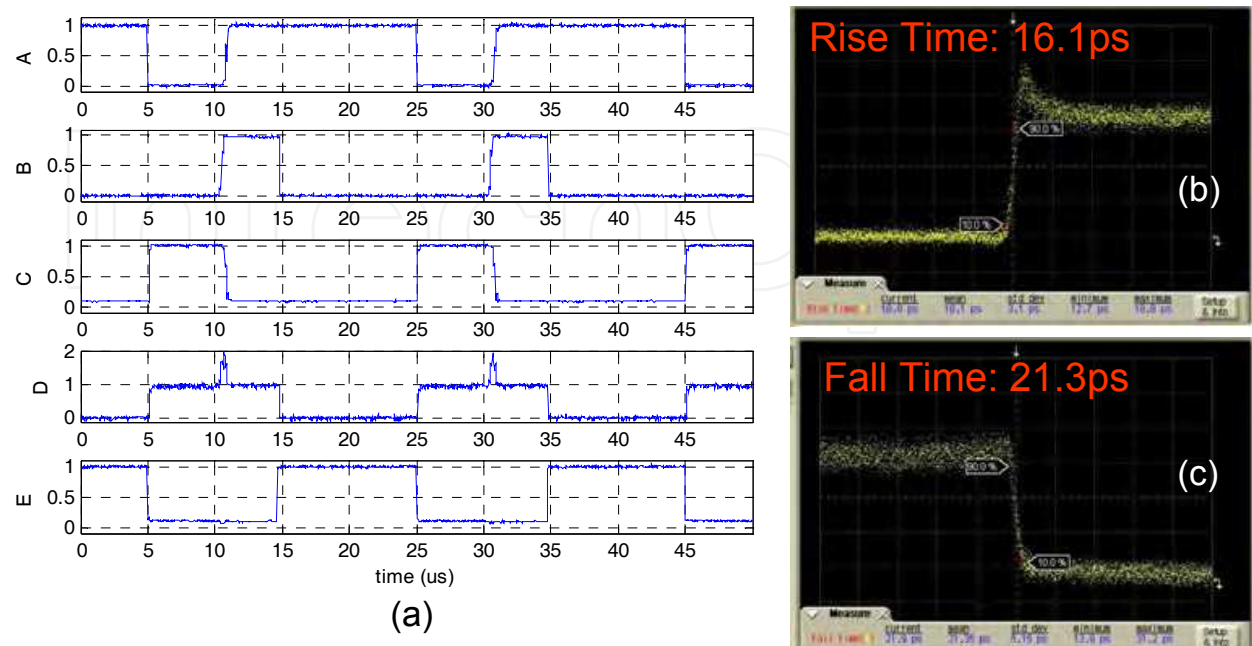 A
1
0.5
0
0 5 10 15 20 25 30 35 40 45
B
1
0.5
0
0 5 10 15 20 25 30 35 40 45
C
1
0.5
0
0 5 10 15 20 25 30 35 40 45
D
2
1
0
0 5 10 15 20 25 30 35 40 45
E
1
0.5
0
0 5 10 15 20 25 30 35 40 45
time (us)
(a)
Rise Time: 16.1ps
90.0 %
10.0 %
(b)
Measure
current mean std dev minimum maximum
Rise time
Setup & Info
Fall Time: 21.3ps
90.0 %
10.0 %
(c)
Measure
current mean std dev minimum maximum
Fall time
Setup & Info